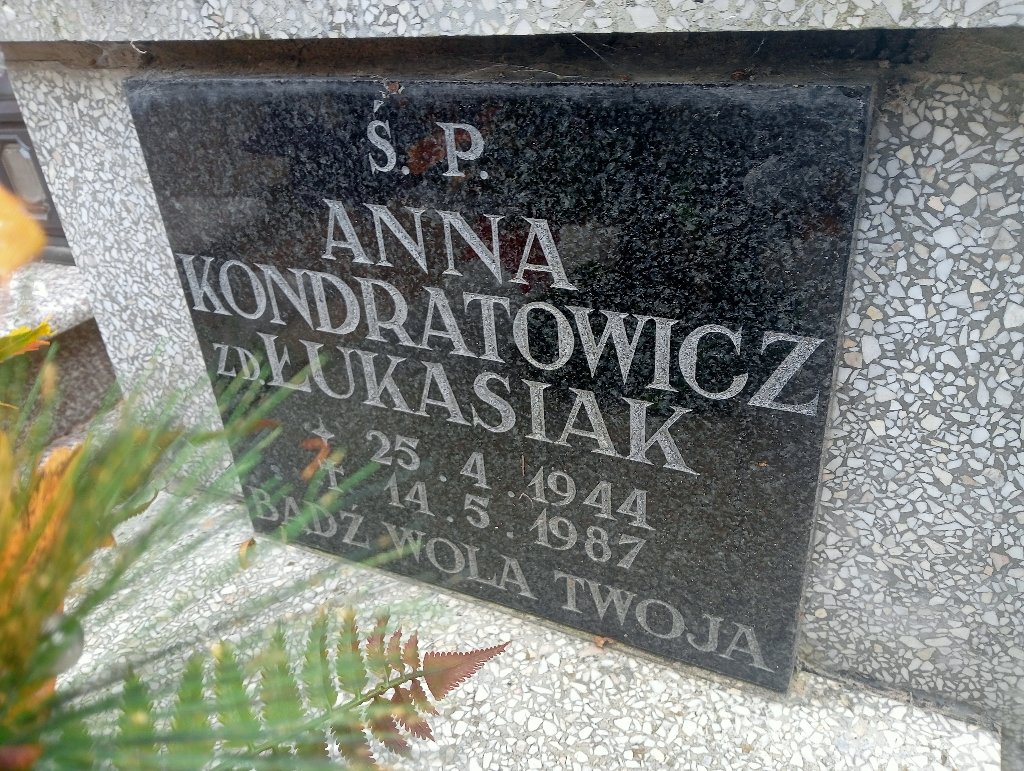 Ś. P.
ANNA
KONDRATOWICZ
ZD. ŁUKASIAK
* 25.4.1944
† 14.5.1987
BĄDŹ WOLA TWOJA